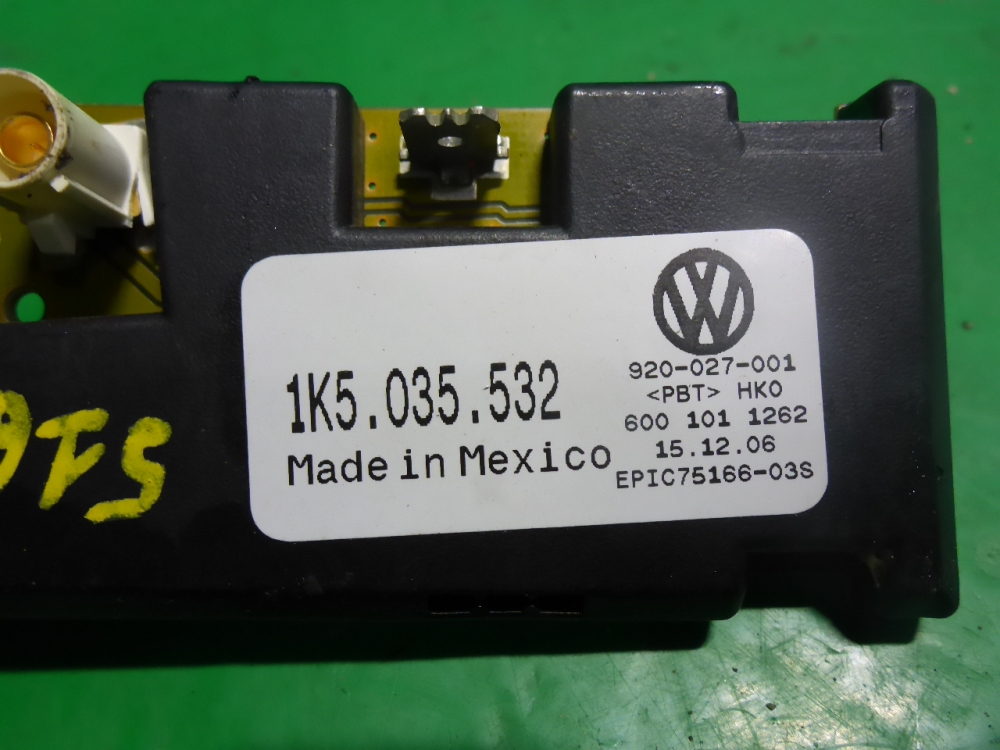 1K5.035.532
Made in Mexico
920-027-001
<PBT> HK0
600 101 1262
15.12.06
EPIC75166-03S